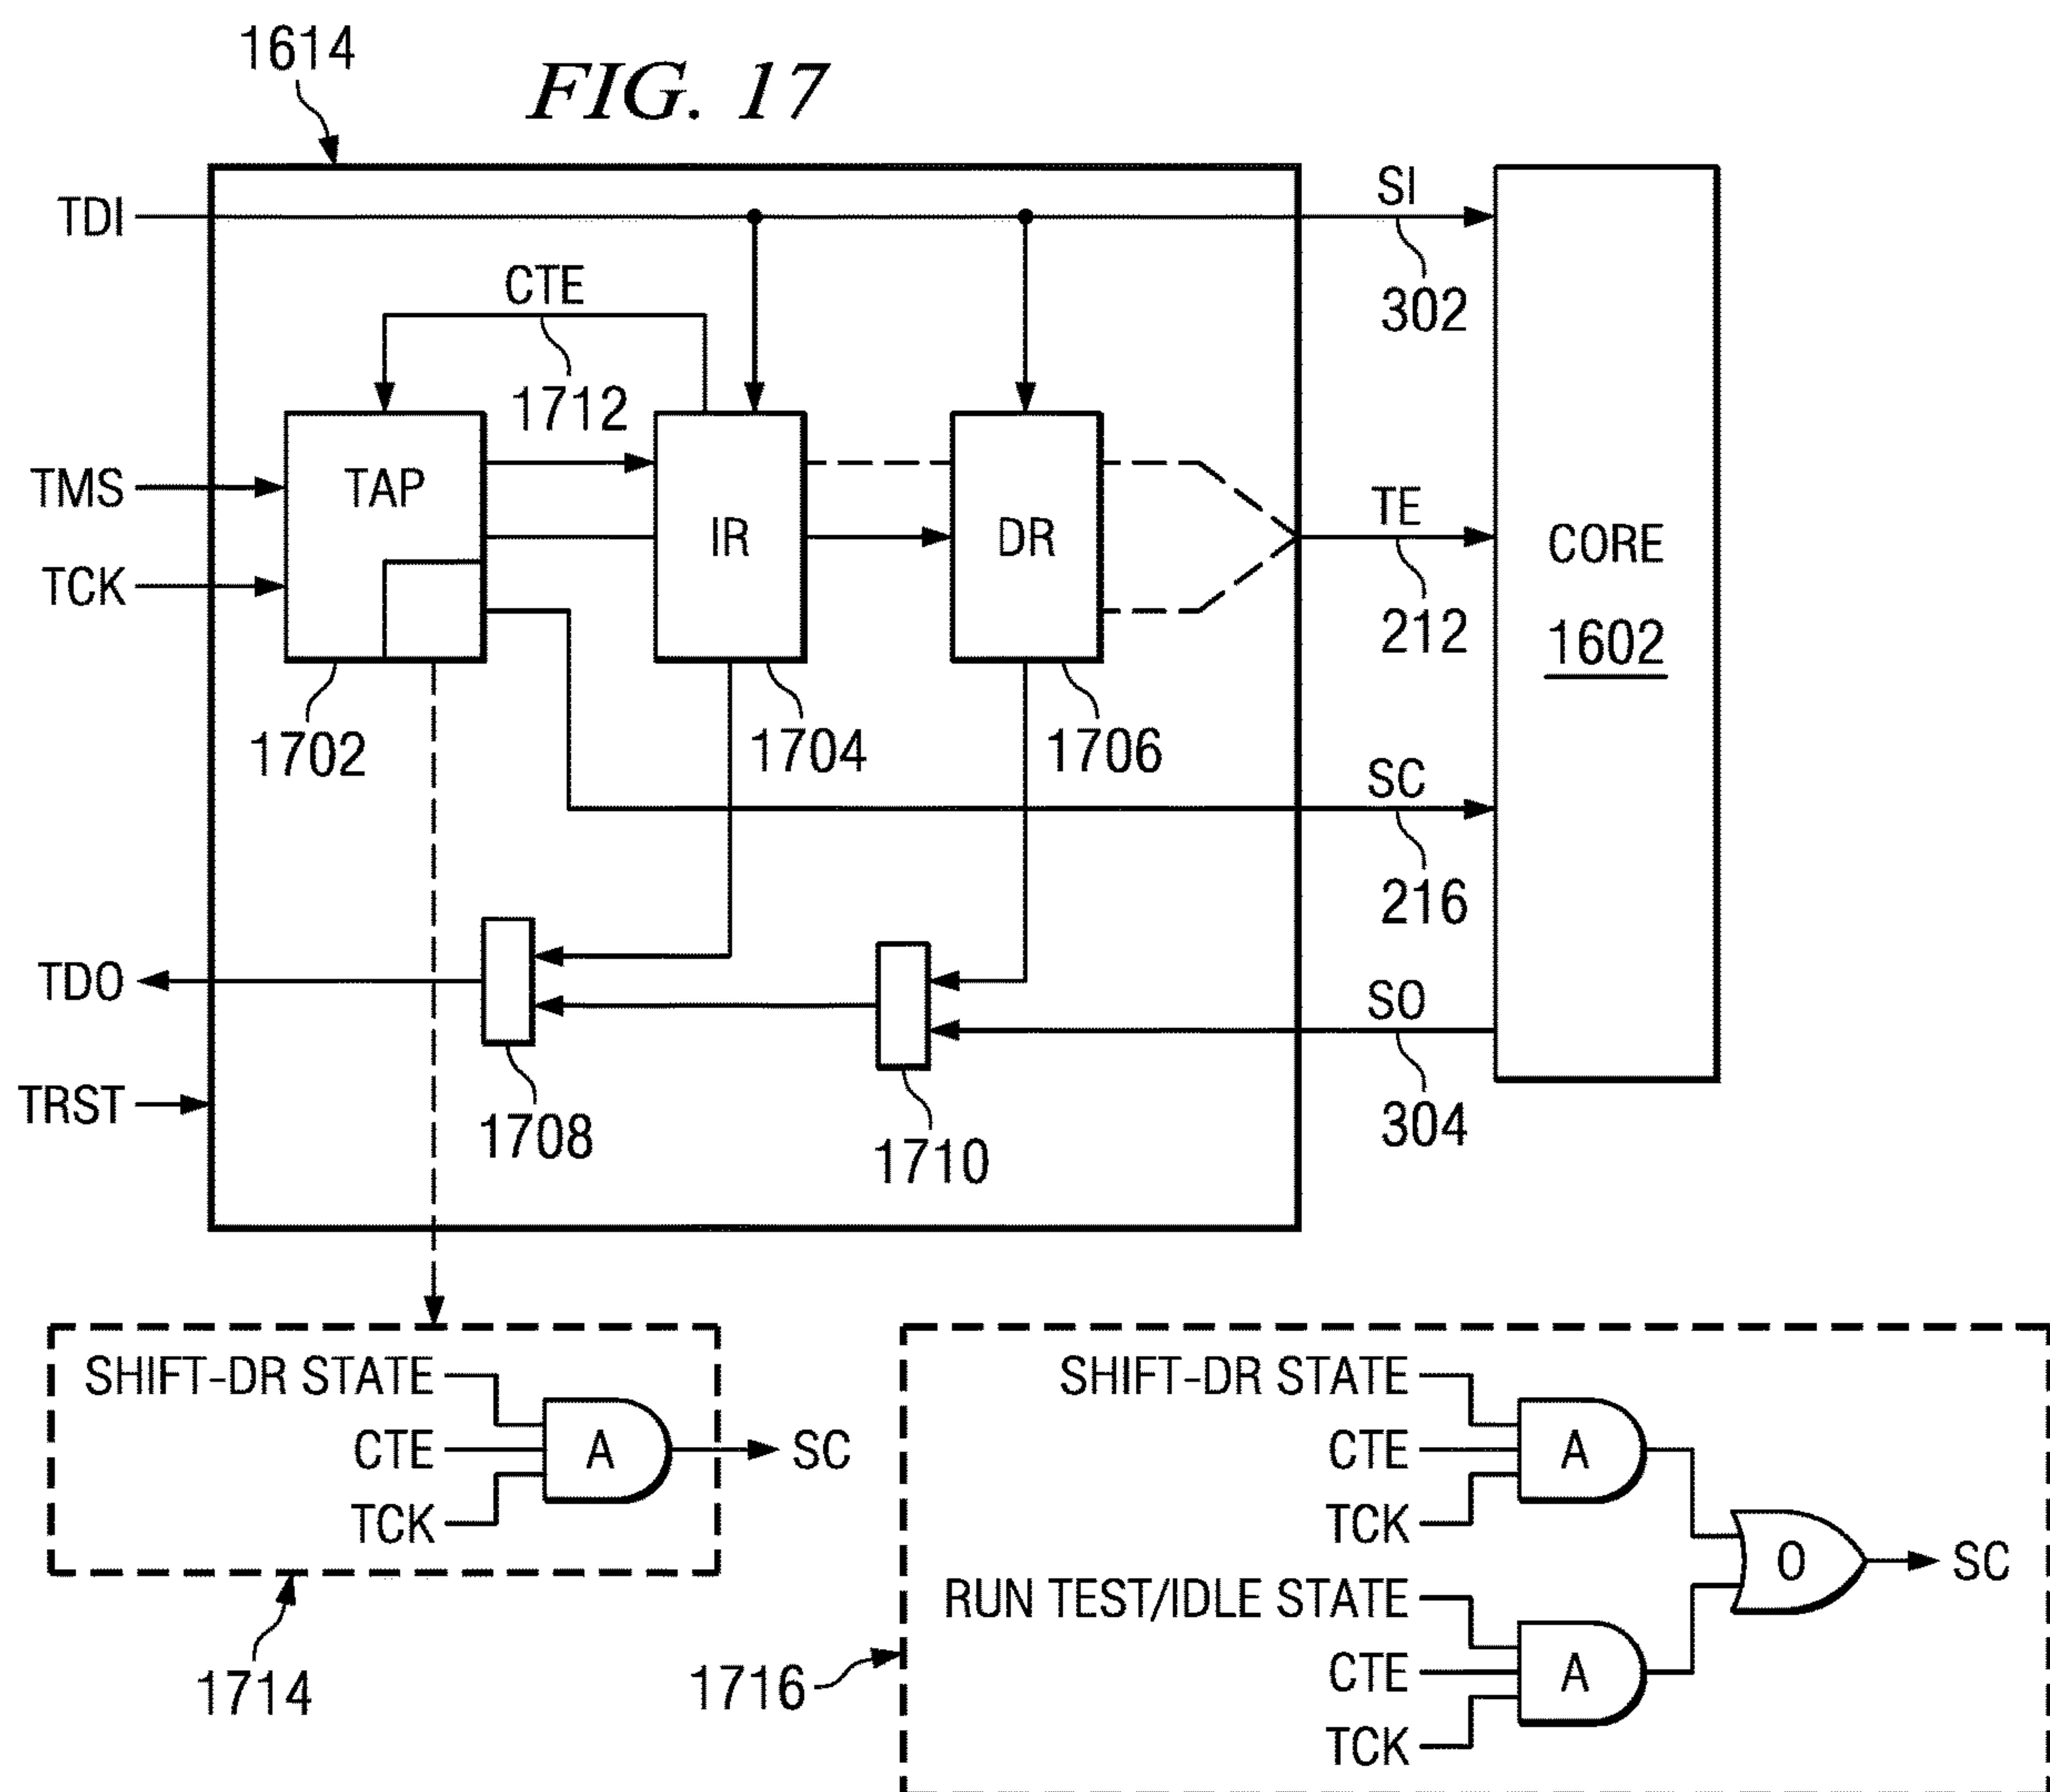 1614
FIG. 17
TDI
SI
302
CTE
1712
TMS
TAP
IR
DR
TE
212
CORE
1602
TCK
1702
1704
1706
SC
216
TDO
SO
304
TRST
1708
1710
SHIFT-DR STATE
CTE
A
SC
TCK
1714
SHIFT-DR STATE
CTE
A
TCK
O
SC
RUN TEST/IDLE STATE
1716
CTE
A
TCK